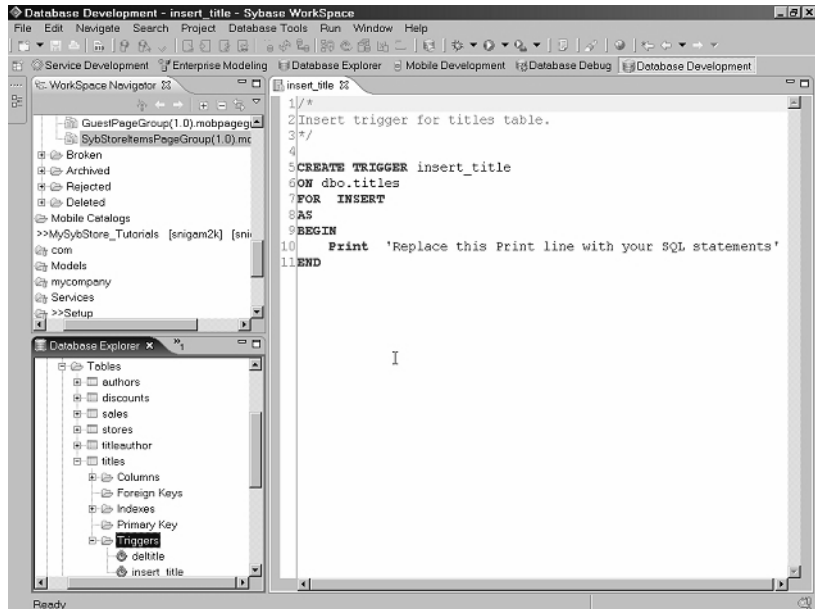 Database Development - insert_title - Sybase WorkSpace
File Edit Navigate Search Project Database Tools Run Window Help
Service Development Enterprise Modeling Database Explorer Mobile Development Database Debug Database Development
WorkSpace Navigator
GuestPageGroup(1.0).mobpageg
SybStoreItemsPageGroup(1.0).mo
Broken
Archived
Rejected
Deleted
Mobile Catalogs
>>MySybStore_Tutorials [snigam2k] [snig
com
Models
mycompany
Services
>>Setup
Database Explorer
»1
Tables
authors
discounts
sales
stores
titleauthor
titles
Columns
Foreign Keys
Indexes
Primary Key
Triggers
deltitle
insert_title
insert_title
1 /*
2 Insert trigger for titles table.
3 */
4
5 CREATE TRIGGER insert_title
6 ON dbo.titles
7 FOR INSERT
8 AS
9 BEGIN
10 Print 'Replace this Print line with your SQL statements'
11 END
Ready